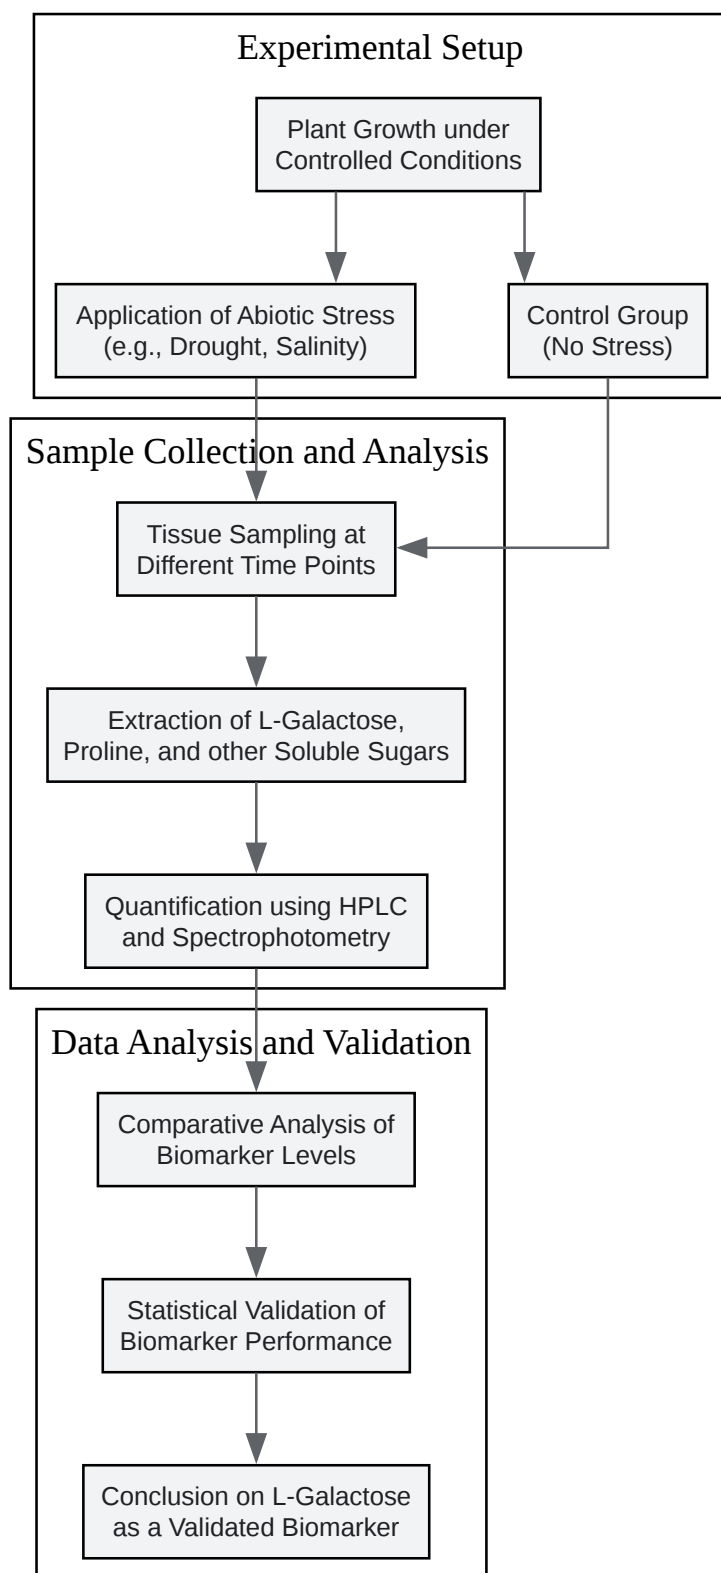 Experimental Setup
Plant Growth under
Controlled Conditions
Application of Abiotic Stress
(e.g., Drought, Salinity)
Control Group
(No Stress)
Sample Collection and Analysis
Tissue Sampling at
Different Time Points
Extraction of L-Galactose,
Proline, and other Soluble Sugars
Quantification using HPLC
and Spectrophotometry
Data Analysis and Validation
Comparative Analysis of
Biomarker Levels
Statistical Validation of
Biomarker Performance
Conclusion on L-Galactose
as a Validated Biomarker